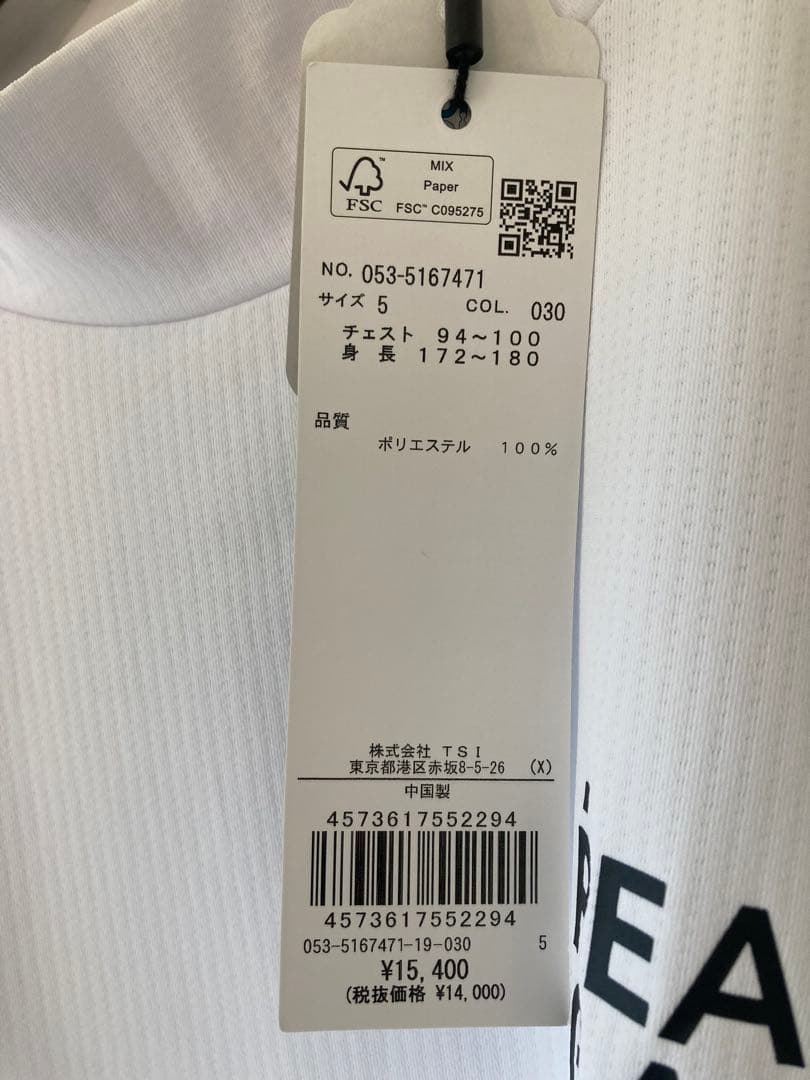 MIX
Paper
FSC™ C095275
FSC
NO. 053-5167471
サイズ 5 COL. 030
チェスト 94～100
身 長 172～180
品質
ポリエステル 100%
株式会社 TSI
東京都港区赤坂8-5-26 (X)
中国製
4573617552294
4573617552294
053-5167471-19-030 5
¥15,400
(税抜価格 ¥14,000)
PEA